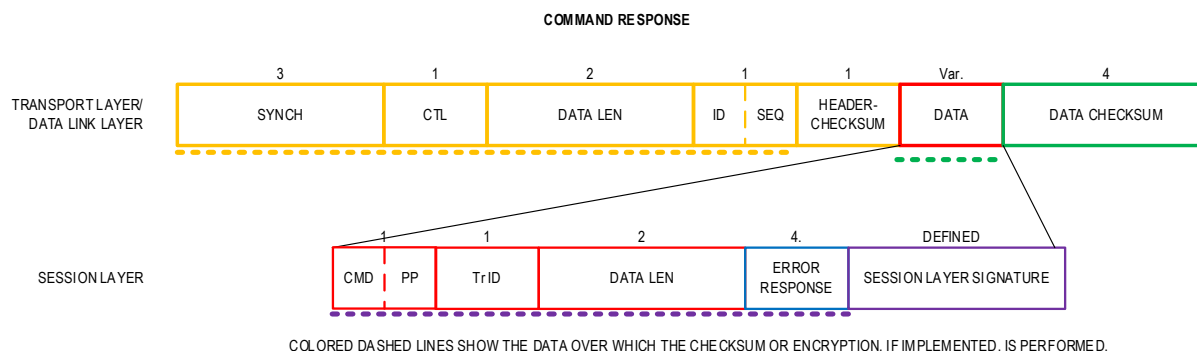 COMMAND RESPONSE
3 1 2 1 1 Var. 4
TRANSPORT LAYER/
DATA LINK LAYER
SYNCH CTL DATA LEN ID SEQ HEADER-
CHECKSUM DATA DATA CHECKSUM
1 1 2 4. DEFINED
SESSION LAYER
CMD PP TrID DATA LEN ERROR
RESPONSE SESSION LAYER SIGNATURE
COLORED DASHED LINES SHOW THE DATA OVER WHICH THE CHECKSUM OR ENCRYPTION, IF IMPLEMENTED, IS PERFORMED.